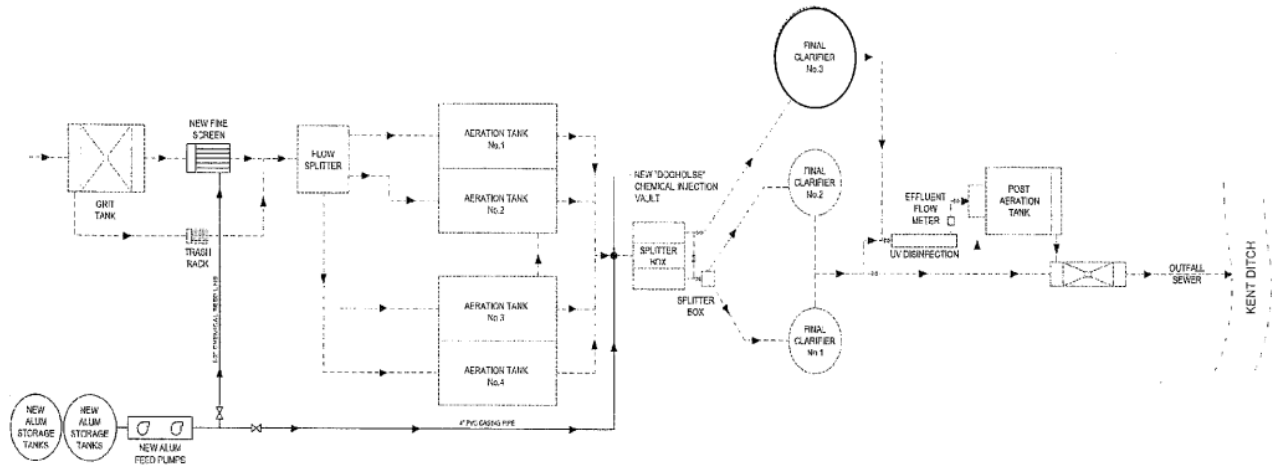 GRIT
TANK
NEW FINE
SCREEN
TRASH
RACK
FLOW
SPLITTER
AERATION TANK
No.1
AERATION TANK
No.2
AERATION TANK
No.3
AERATION TANK
No.4
NEW "DOGHOUSE"
CHEMICAL INJECTION
VAULT
SPLITTER
BOX
SPLITTER
BOX
FINAL
CLARIFIER
No.3
FINAL
CLARIFIER
No.2
FINAL
CLARIFIER
No.1
EFFLUENT
FLOW
METER
UV DISINFECTION
POST
AERATION
TANK
OUTFALL
SEWER
KENT DITCH
CHEMICAL FEED LINE
NEW
ALUM
STORAGE
TANKS
NEW
ALUM
STORAGE
TANKS
NEW ALUM
FEED PUMPS
4" PVC CASING PIPE